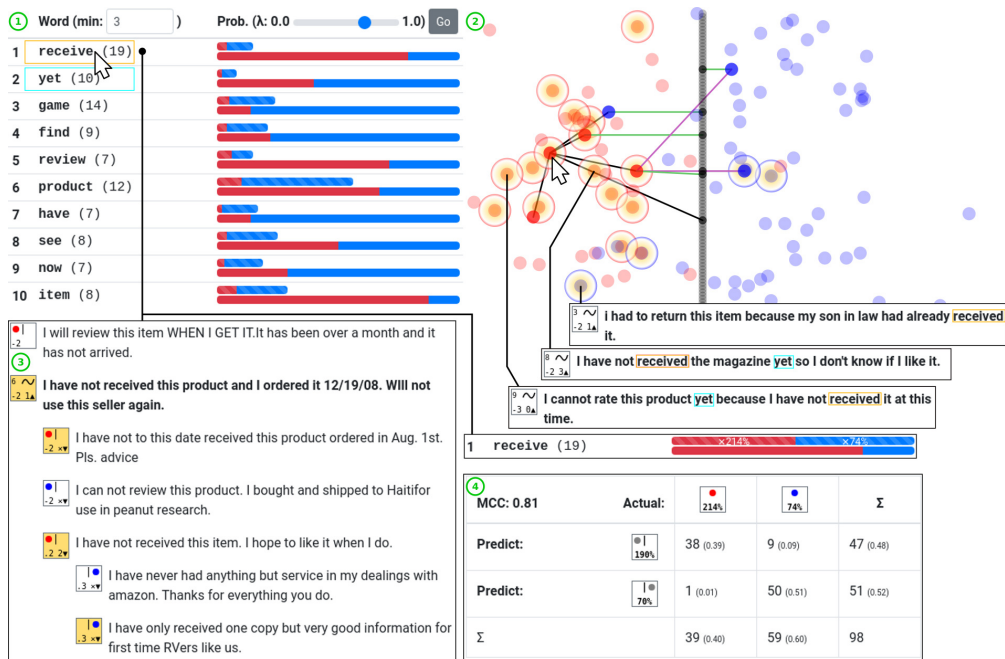 1 Word (min: 3 ) Prob. (λ: 0.0 1.0) Go
1 receive (19)
2 yet (10)
3 game (14)
4 find (9)
5 review (7)
6 product (12)
7 have (7)
8 see (8)
9 now (7)
10 item (8)
2
3 -2 1▲ i had to return this item because my son in law had already received
it.
8 -2 3▲ I have not received the magazine yet so I don't know if I like it.
9 -3 0▲ I cannot rate this product yet because I have not received it at this
time.
1 receive (19) ×214% ×74%
3
-2 I will review this item WHEN I GET IT.It has been over a month and it
has not arrived.
6 -2 1▲ I have not received this product and I ordered it 12/19/08. WIll not
use this seller again.
-2 ×▼ I have not to this date received this product ordered in Aug. 1st.
Pls. advice
-2 ×▼ I can not review this product. I bought and shipped to Haitifor
use in peanut research.
-2 2▼ I have not received this item. I hope to like it when I do.
.3 ×▼ I have never had anything but service in my dealings with
amazon. Thanks for everything you do.
.3 ×▼ I have only received one copy but very good information for
first time RVers like us.
4
MCC: 0.81 Actual: 214% 74% Σ
Predict: 190% 38 (0.39) 9 (0.09) 47 (0.48)
Predict: 70% 1 (0.01) 50 (0.51) 51 (0.52)
Σ 39 (0.40) 59 (0.60) 98